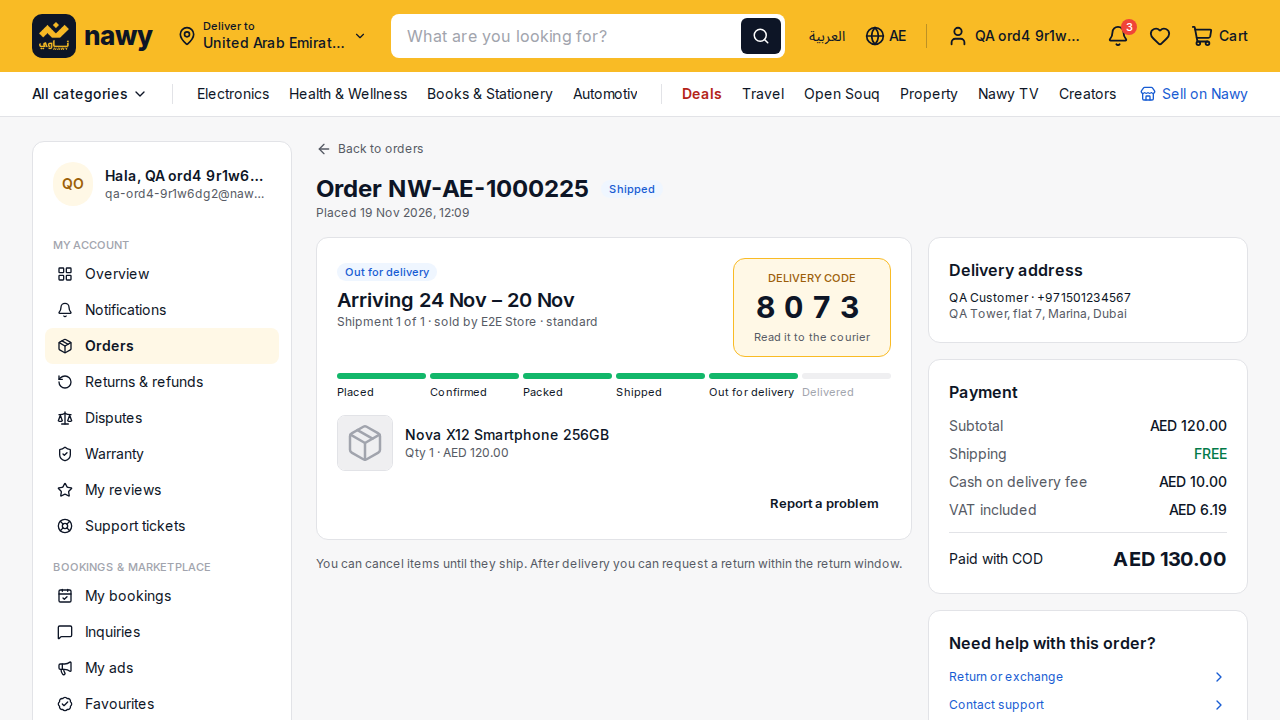 ناوي
nawy
Deliver to
United Arab Emirat...
What are you looking for?
العربية
AE
QA ord4 9r1w...
3
Cart
All categories
Electronics
Health & Wellness
Books & Stationery
Automotiv
Deals
Travel
Open Souq
Property
Nawy TV
Creators
Sell on Nawy
QO
Hala, QA ord4 9r1w6...
qa-ord4-9r1w6dg2@naw...
MY ACCOUNT
Overview
Notifications
Orders
Returns & refunds
Disputes
Warranty
My reviews
Support tickets
BOOKINGS & MARKETPLACE
My bookings
Inquiries
My ads
Favourites
Back to orders
Order NW-AE-1000225
Shipped
Placed 19 Nov 2026, 12:09
Out for delivery
Arriving 24 Nov – 20 Nov
Shipment 1 of 1 · sold by E2E Store · standard
DELIVERY CODE
8073
Read it to the courier
Placed
Confirmed
Packed
Shipped
Out for delivery
Delivered
Nova X12 Smartphone 256GB
Qty 1 · AED 120.00
Report a problem
You can cancel items until they ship. After delivery you can request a return within the return window.
Delivery address
QA Customer · +971501234567
QA Tower, flat 7, Marina, Dubai
Payment
Subtotal AED 120.00
Shipping FREE
Cash on delivery fee AED 10.00
VAT included AED 6.19
Paid with COD AED 130.00
Need help with this order?
Return or exchange
Contact support